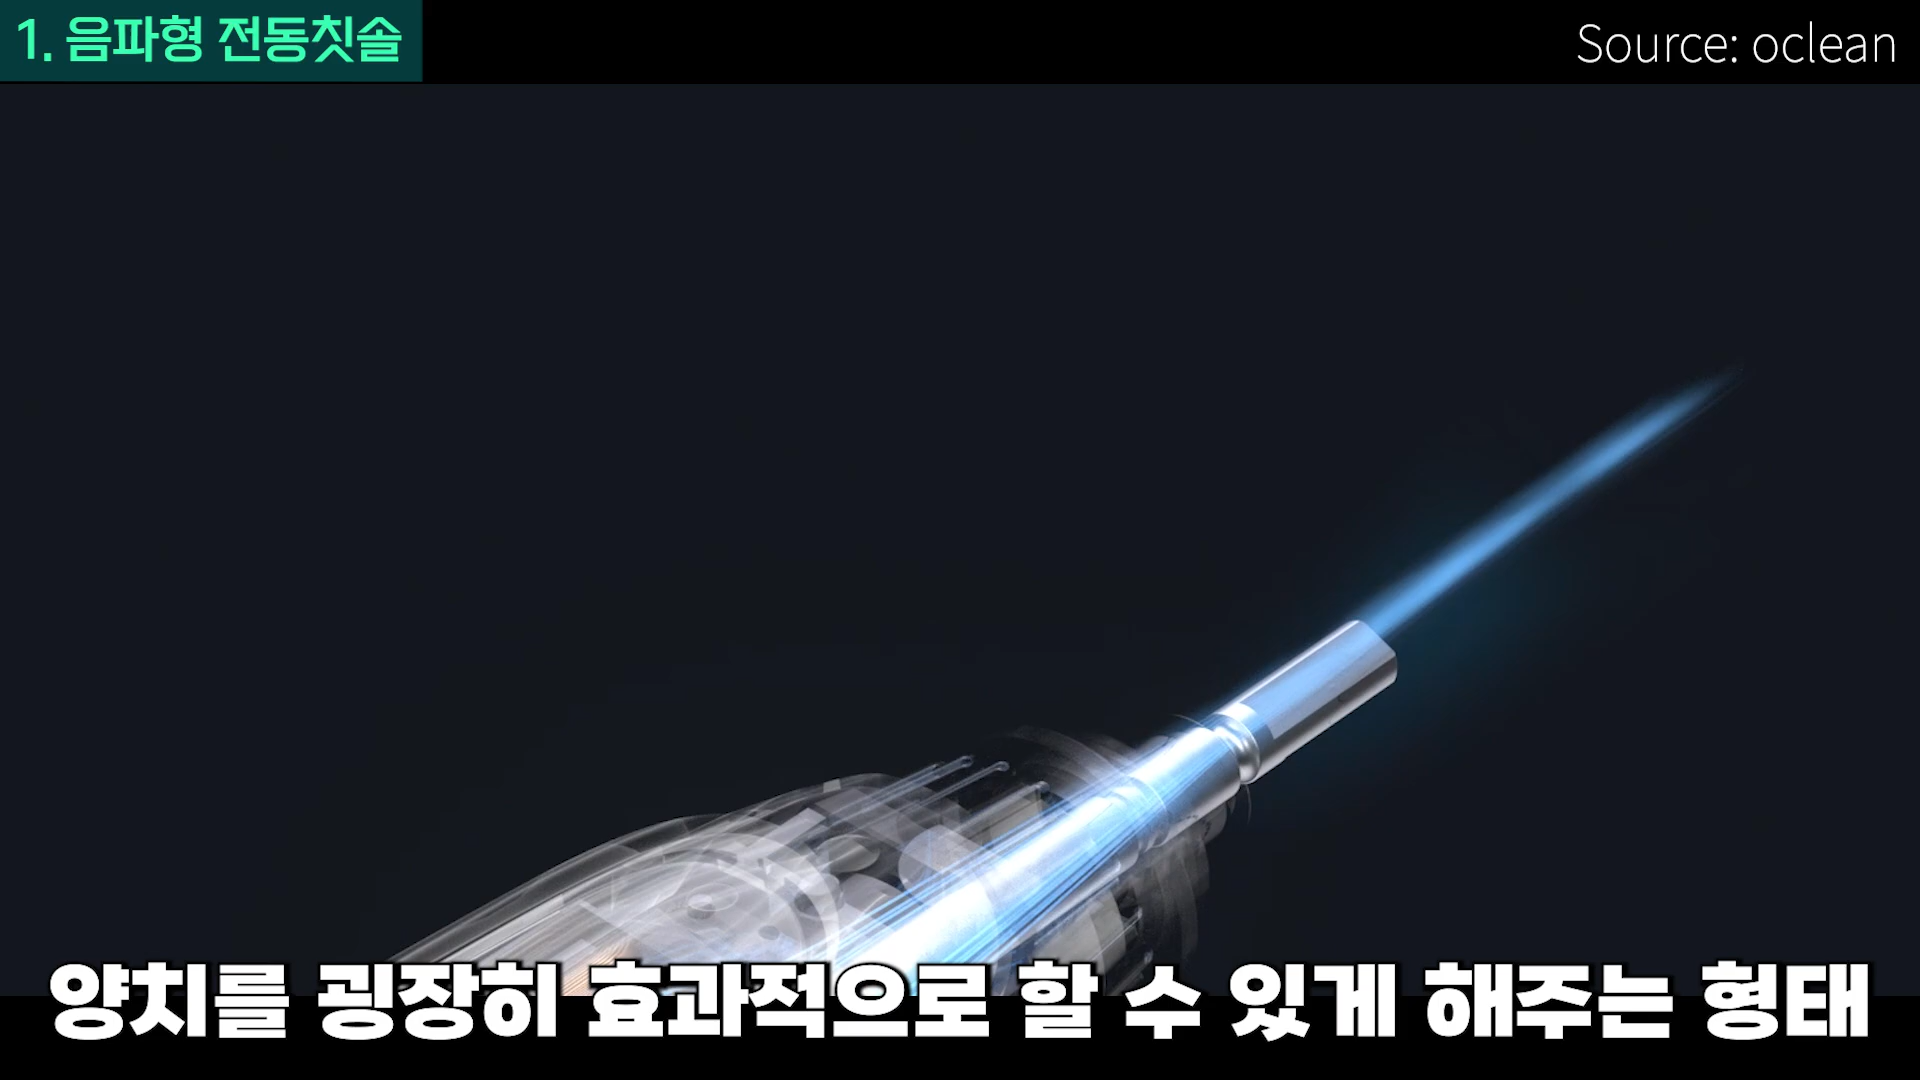 1. 음파형 전동칫솔
Source: oclean
양치를 굉장히 효과적으로 할 수 있게 해주는 형태